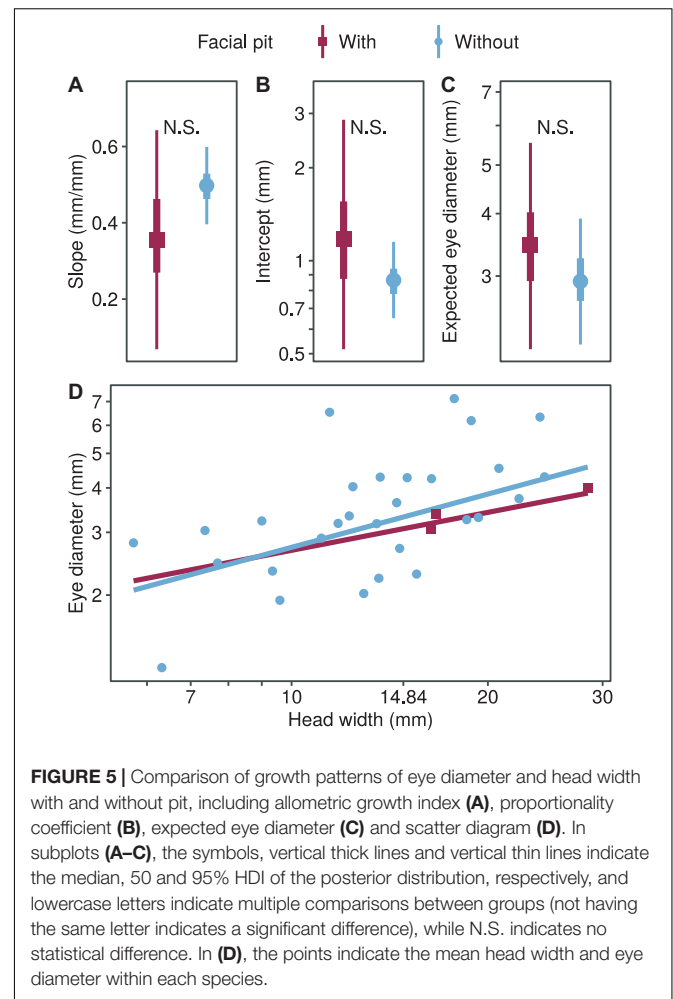 Facial pit With Without
A B C
N.S. N.S. N.S.
Slope (mm/mm)
0.6
0.4
0.2
Intercept (mm)
3
2
1
0.7
0.5
Expected eye diameter (mm)
7
5
4
3
D
Eye diameter (mm)
7
6
5
4
3
2
7 10 14.84 20 30
Head width (mm)
FIGURE 5 | Comparison of growth patterns of eye diameter and head width
with and without pit, including allometric growth index (A), proportionality
coefficient (B), expected eye diameter (C) and scatter diagram (D). In
subplots (A–C), the symbols, vertical thick lines and vertical thin lines indicate
the median, 50 and 95% HDI of the posterior distribution, respectively, and
lowercase letters indicate multiple comparisons between groups (not having
the same letter indicates a significant difference), while N.S. indicates no
statistical difference. In (D), the points indicate the mean head width and eye
diameter within each species.